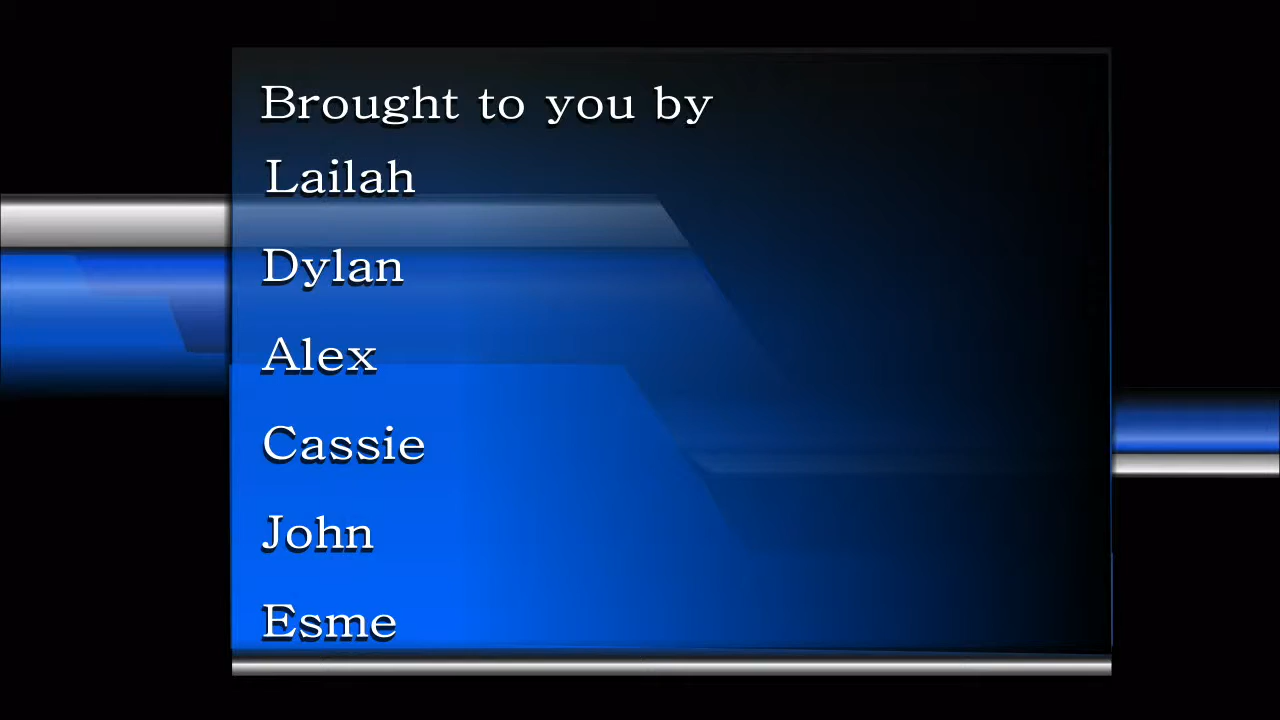 Brought to you by
Lailah
Dylan
Alex
Cassie
John
Esme